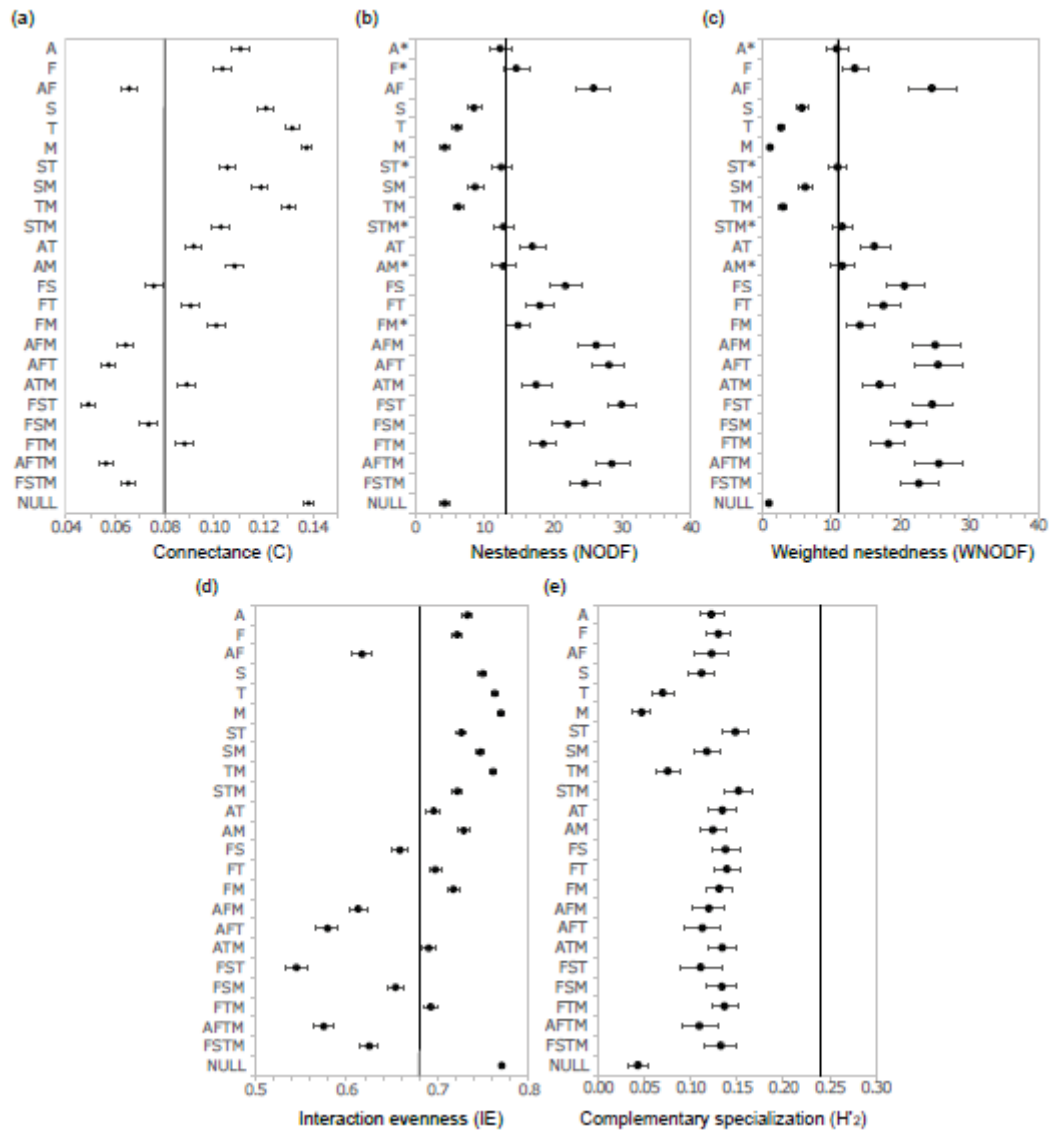 (a)
A
F
AF
S
T
M
ST
SM
TM
STM
AT
AM
FS
FT
FM
AFM
AFT
ATM
FST
FSM
FTM
AFTM
FSTM
NULL
0.04 0.06 0.08 0.10 0.12 0.14
Connectance (C)
(b)
A*
F*
AF
S
T
M
ST*
SM
TM
STM*
AT
AM*
FS
FT
FM*
AFM
AFT
ATM
FST
FSM
FTM
AFTM
FSTM
NULL
0 10 20 30 40
Nestedness (NODF)
(c)
A*
F
AF
S
T
M
ST*
SM
TM
STM*
AT
AM*
FS
FT
FM
AFM
AFT
ATM
FST
FSM
FTM
AFTM
FSTM
NULL
0 10 20 30 40
Weighted nestedness (WNODF)
(d)
A
F
AF
S
T
M
ST
SM
TM
STM
AT
AM
FS
FT
FM
AFM
AFT
ATM
FST
FSM
FTM
AFTM
FSTM
NULL
0.5 0.6 0.7 0.8
Interaction evenness (IE)
(e)
A
F
AF
S
T
M
ST
SM
TM
STM
AT
AM
FS
FT
FM
AFM
AFT
ATM
FST
FSM
FTM
AFTM
FSTM
NULL
0.00 0.05 0.10 0.15 0.20 0.25 0.30
Complementary specialization (H'₂)